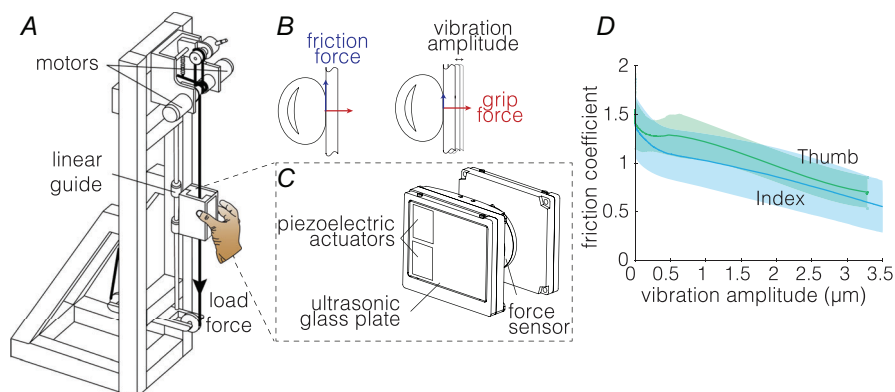 A
motors
linear
guide
load
force
B
friction
force
vibration
amplitude
grip
force
C
piezoelectric
actuators
ultrasonic
glass plate
force
sensor
D
friction coefficient
2
1.5
1
0.5
0
Thumb
Index
0 0.5 1 1.5 2 2.5 3 3.5
vibration amplitude (µm)